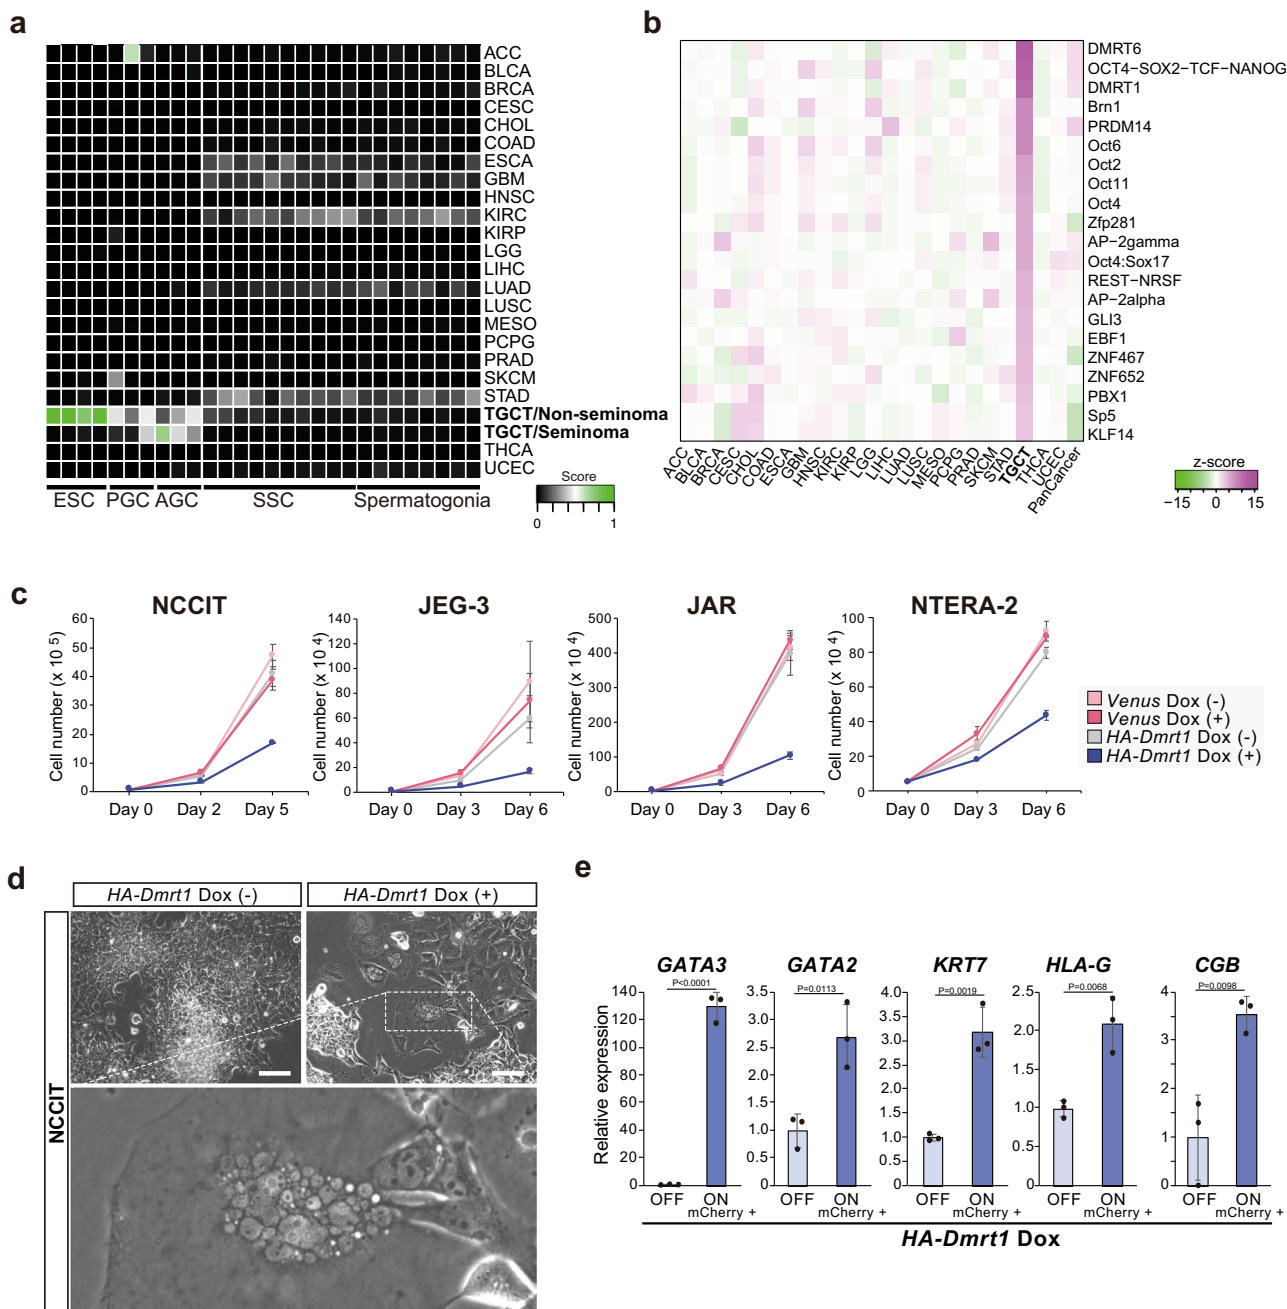 a
ACC
BLCA
BRCA
CESC
CHOL
COAD
ESCA
GBM
HNSC
KIRC
KIRP
LGG
LIHC
LUAD
LUSC
MESO
PCPG
PRAD
SKCM
STAD
TGCT/Non-seminoma
TGCT/Seminoma
THCA
UCEC
ESC PGC AGC SSC Spermatogonia
Score
0 1
b
DMRT6
OCT4−SOX2−TCF−NANOG
DMRT1
Brn1
PRDM14
Oct6
Oct2
Oct11
Oct4
Zfp281
AP−2gamma
Oct4:Sox17
REST−NRSF
AP−2alpha
GLI3
EBF1
ZNF467
ZNF652
PBX1
Sp5
KLF14
ACC BLCA BRCA CESC CHOL COAD ESCA GBM HNSC KIRC KIRP LGG LIHC LUAD LUSC MESO PCPG PRAD SKCM STAD TGCT THCA UCEC PanCancer
z-score
−15 0 15
c
NCCIT
Cell number (x 10 5)
60
50
40
30
20
10
0
Day 0 Day 2 Day 5
JEG-3
Cell number (x 10 4)
140
120
100
80
60
40
20
0
Day 0 Day 3 Day 6
JAR
Cell number (x 10 4)
500
400
300
200
100
0
Day 0 Day 3 Day 6
NTERA-2
Cell number (x 10 4)
100
80
60
40
20
0
Day 0 Day 3 Day 6
Venus Dox (-)
Venus Dox (+)
HA-Dmrt1 Dox (-)
HA-Dmrt1 Dox (+)
d
HA-Dmrt1 Dox (-) HA-Dmrt1 Dox (+)
NCCIT
e
Relative expression
GATA3
P<0.0001
140
120
100
80
60
40
20
0
OFF ON
mCherry +
GATA2
P=0.0113
3.5
3.0
2.5
2.0
1.5
1.0
0.5
0
OFF ON
mCherry +
KRT7
P=0.0019
4.0
3.5
3.0
2.5
2.0
1.5
1.0
0.5
0
OFF ON
mCherry +
HLA-G
P=0.0068
2.5
2.0
1.5
1.0
0.5
0
OFF ON
mCherry +
CGB
P=0.0098
4
3
2
1
0
OFF ON
mCherry +
HA-Dmrt1 Dox